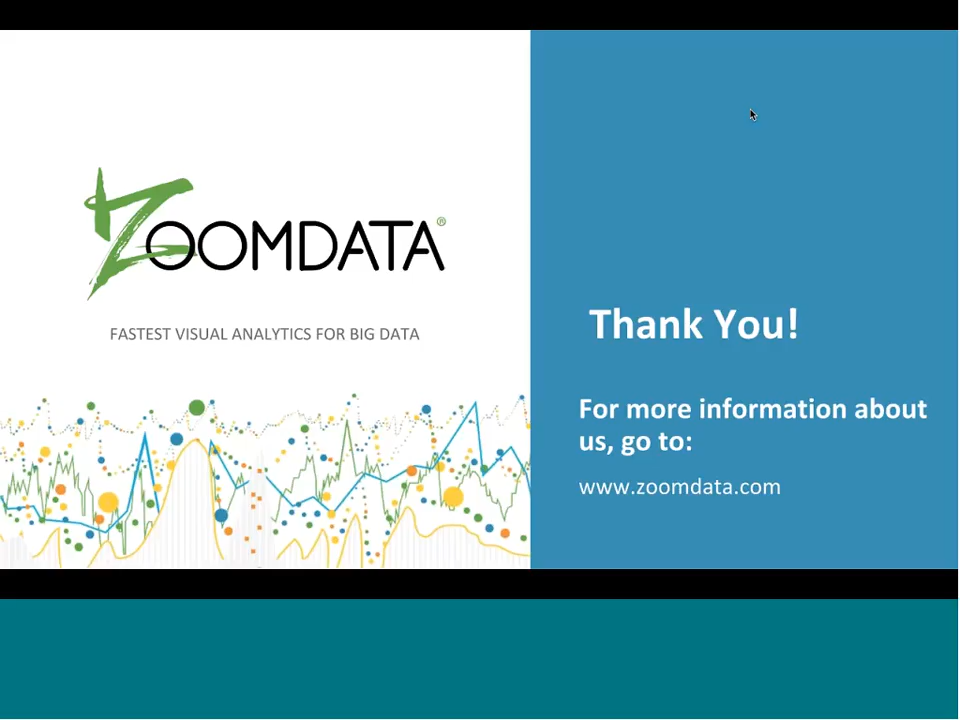 ZOOMDATA®
FASTEST VISUAL ANALYTICS FOR BIG DATA
Thank You!
For more information about
us, go to:
www.zoomdata.com